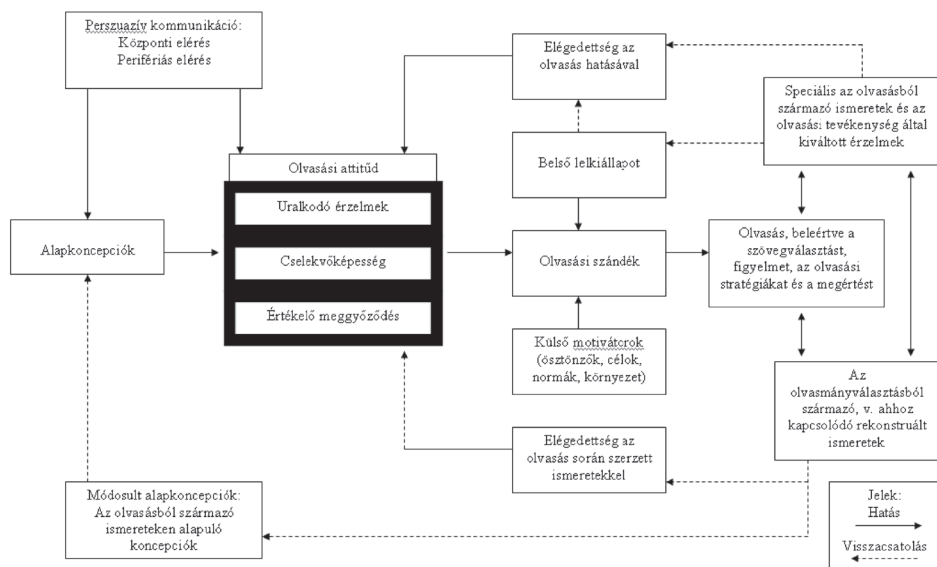 Perszuazív kommunikáció:
Központi elérés
Perifériás elérés
Elégedettség az
olvasás hatásával
Speciális az olvasásból
származó ismeretek és az
olvasási tevékenység által
kiváltott érzelmek
Olvasási attitűd
Belső lelkiállapot
Uralkodó érzelmek
Alapkoncepciók
Cselekvőképesség
Olvasási szándék
Olvasás, beleértve a
szövegválasztást,
figyelmet, az olvasási
stratégiákat és a megértést
Értékelő meggyőződés
Külső motivátorok
(ösztönzők, célok,
normák, környezet)
Az
olvasmányválasztásból
származó, v. ahhoz
kapcsolódó rekonstruált
ismeretek
Elégedettség az
olvasás során szerzett
ismeretekkel
Módosult alapkoncepciók:
Az olvasásból származó
ismereteken alapuló
koncepciók
Jelek:
Hatás
Visszacsatolás